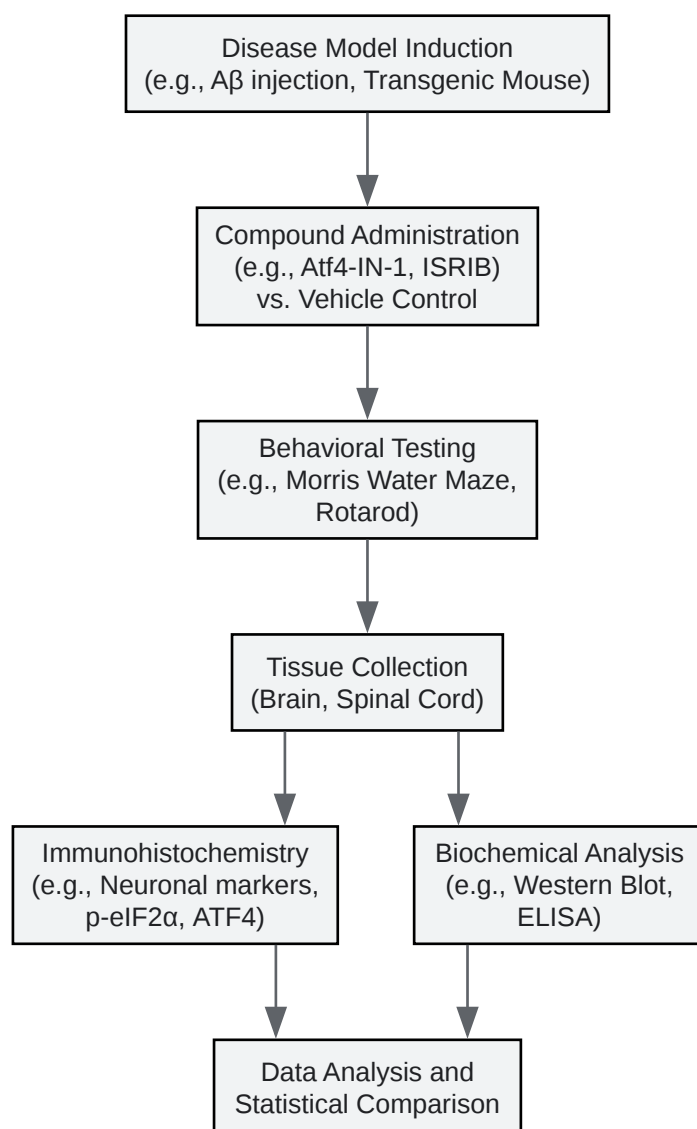 Disease Model Induction
(e.g., Aβ injection, Transgenic Mouse)
Compound Administration
(e.g., Atf4-IN-1, ISRIB)
vs. Vehicle Control
Behavioral Testing
(e.g., Morris Water Maze,
Rotarod)
Tissue Collection
(Brain, Spinal Cord)
Immunohistochemistry
(e.g., Neuronal markers,
p-eIF2α, ATF4)
Biochemical Analysis
(e.g., Western Blot,
ELISA)
Data Analysis and
Statistical Comparison